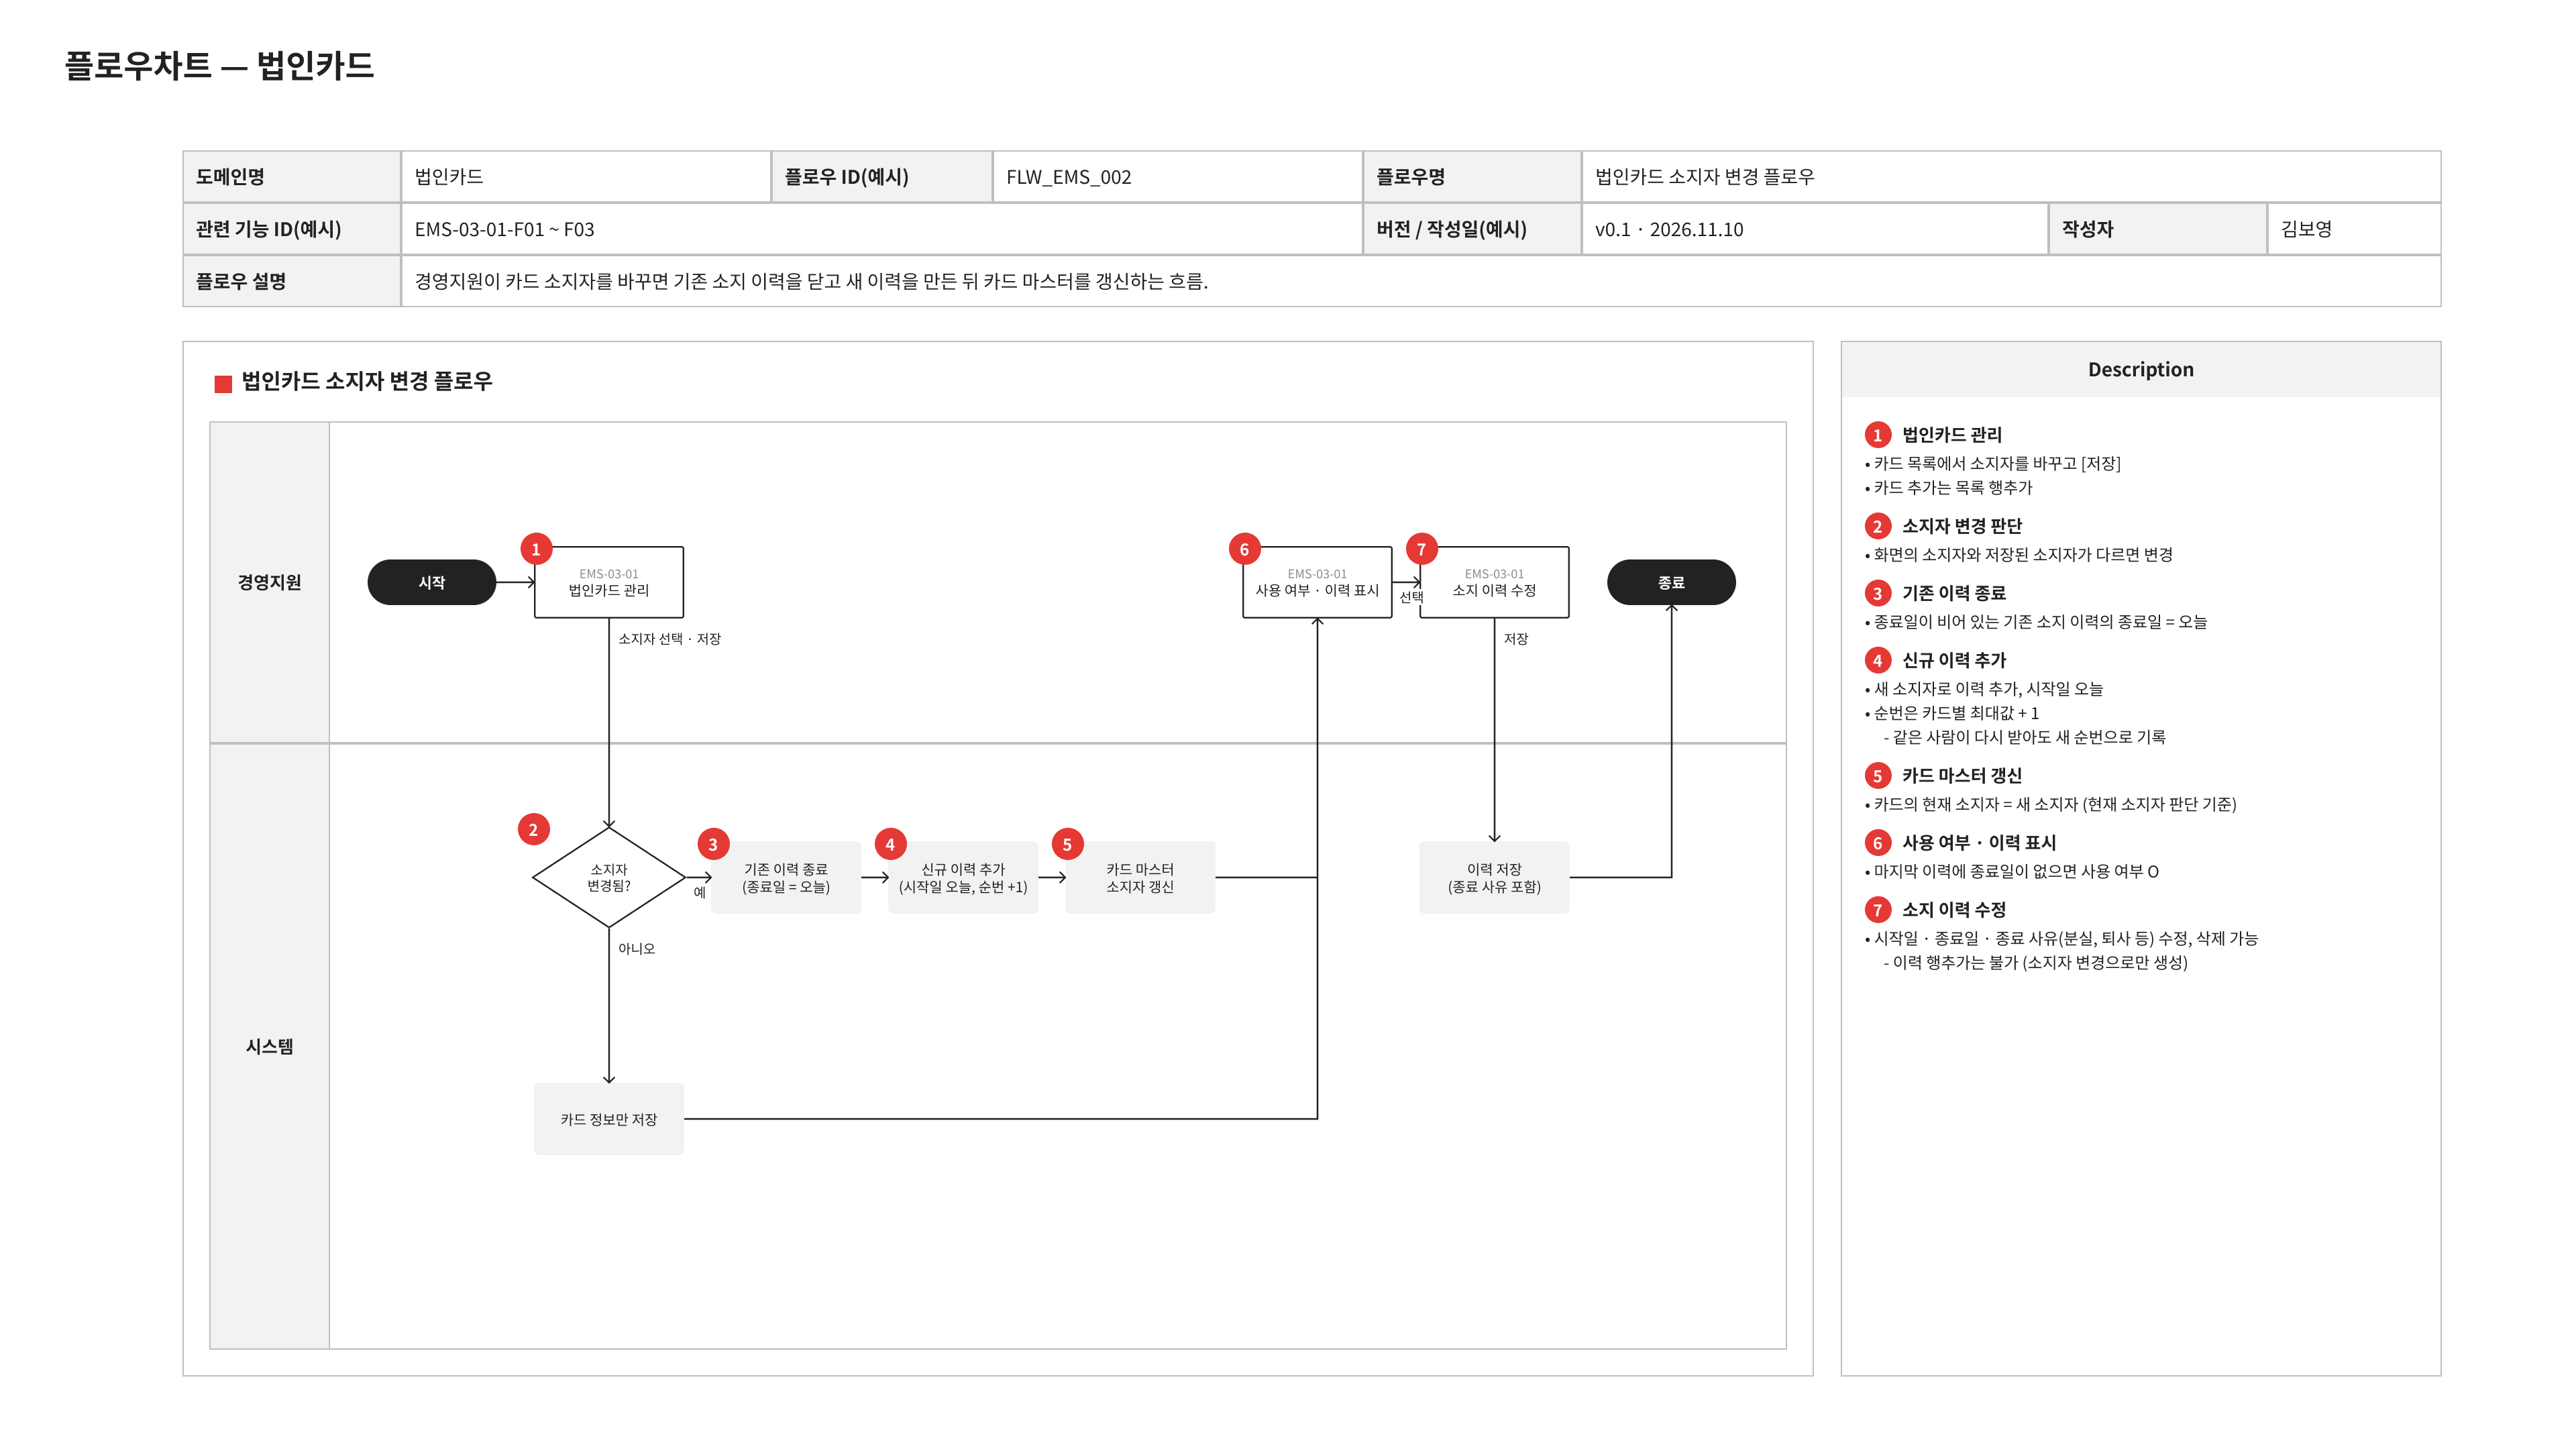 플로우차트 — 법인카드
도메인명 법인카드 플로우 ID(예시) FLW_EMS_002 플로우명 법인카드 소지자 변경 플로우
관련 기능 ID(예시) EMS-03-01-F01 ~ F03 버전 / 작성일(예시) v0.1 · 2026.11.10 작성자 김보영
플로우 설명 경영지원이 카드 소지자를 바꾸면 기존 소지 이력을 닫고 새 이력을 만든 뒤 카드 마스터를 갱신하는 흐름.
법인카드 소지자 변경 플로우
경영지원
시작
1
EMS-03-01
법인카드 관리
소지자 선택 · 저장
6
EMS-03-01
사용 여부 · 이력 표시
선택
7
EMS-03-01
소지 이력 수정
저장
종료
시스템
2
소지자
변경됨?
예
아니오
3
기존 이력 종료
(종료일 = 오늘)
4
신규 이력 추가
(시작일 오늘, 순번 +1)
5
카드 마스터
소지자 갱신
이력 저장
(종료 사유 포함)
카드 정보만 저장
Description
1 법인카드 관리
• 카드 목록에서 소지자를 바꾸고 [저장]
• 카드 추가는 목록 행추가
2 소지자 변경 판단
• 화면의 소지자와 저장된 소지자가 다르면 변경
3 기존 이력 종료
• 종료일이 비어 있는 기존 소지 이력의 종료일 = 오늘
4 신규 이력 추가
• 새 소지자로 이력 추가, 시작일 오늘
• 순번은 카드별 최대값 + 1
- 같은 사람이 다시 받아도 새 순번으로 기록
5 카드 마스터 갱신
• 카드의 현재 소지자 = 새 소지자 (현재 소지자 판단 기준)
6 사용 여부 · 이력 표시
• 마지막 이력에 종료일이 없으면 사용 여부 O
7 소지 이력 수정
• 시작일 · 종료일 · 종료 사유(분실, 퇴사 등) 수정, 삭제 가능
- 이력 행추가는 불가 (소지자 변경으로만 생성)